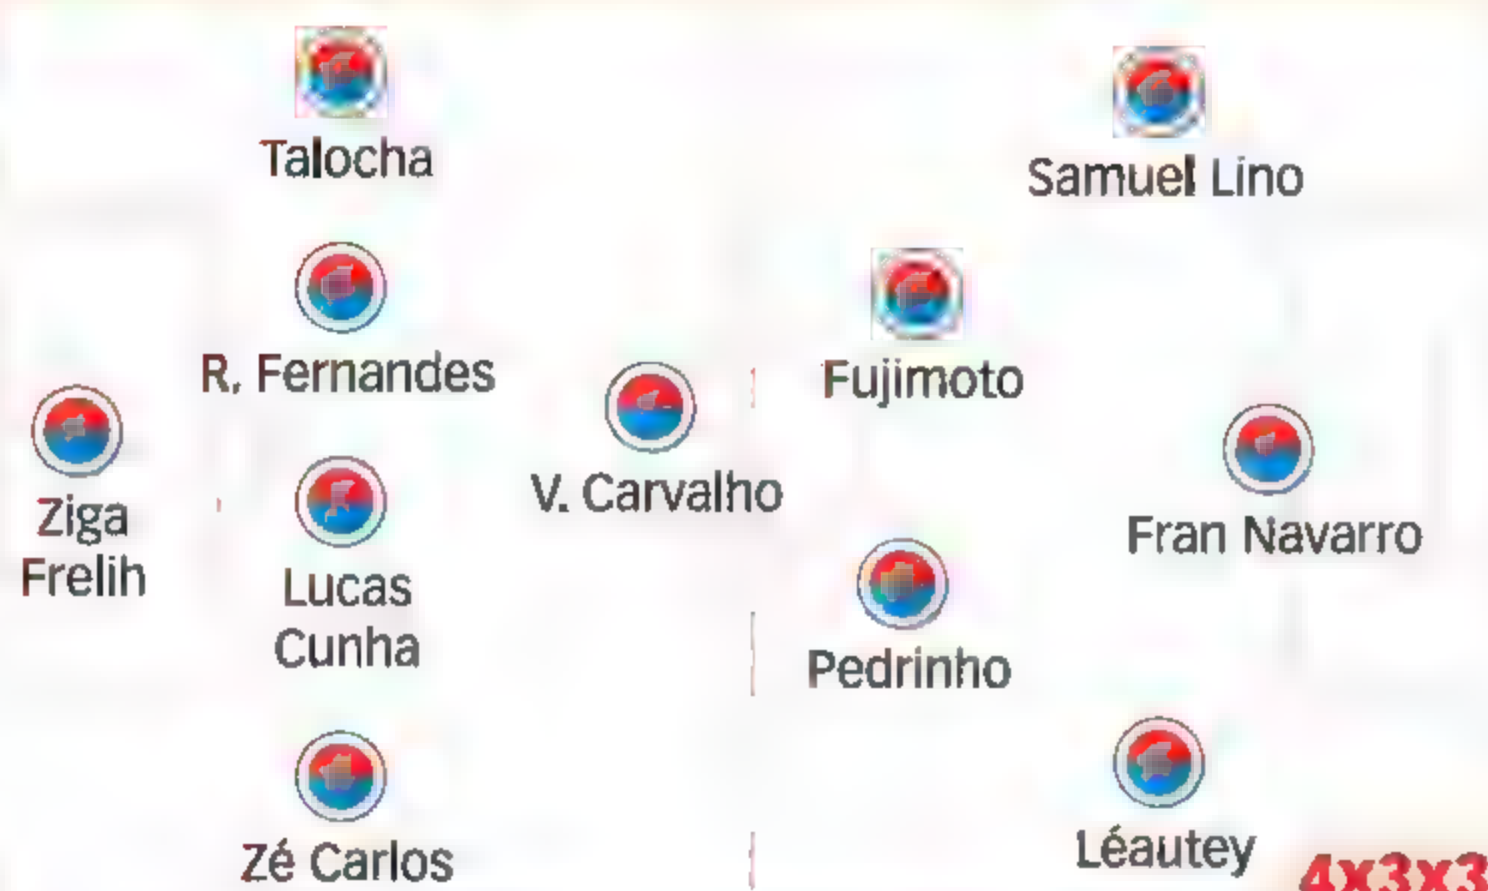 Talocha
Samuel Lino
R. Fernandes
Fujimoto
V. Carvalho
Ziga
Frelih
Fran Navarro
Lucas
Cunha
Pedrinho
Zé Carlos
Léautey
4x3x3